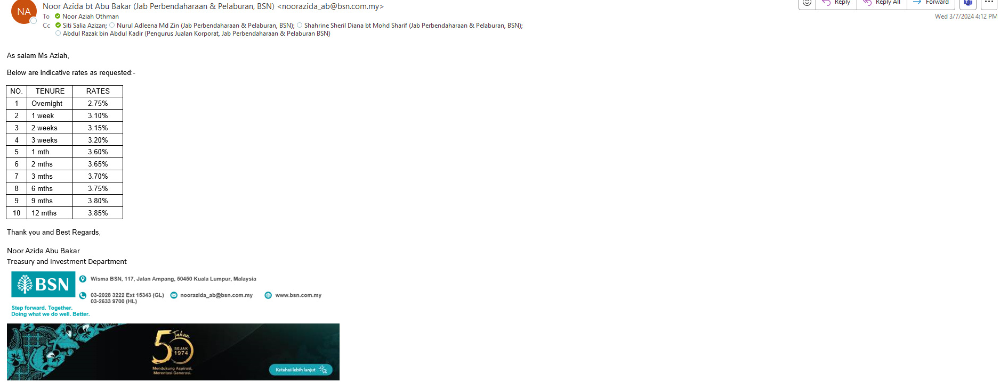 NA
Noor Azida bt Abu Bakar (Jab Perbendaharaan & Pelaburan, BSN) <noorazida_ab@bsn.com.my>
Reply
Reply All
Forward
To Noor Aziah Othman
Wed 3/7/2024 4:12 PM
Cc Siti Salia Azizan; Nurul Adleena Md Zin (Jab Perbendaharaan & Pelaburan, BSN); Shahrine Sheril Diana bt Mohd Sharif (Jab Perbendaharaan & Pelaburan, BSN);
Abdul Razak bin Abdul Kadir (Pengurus Jualan Korporat, Jab Perbendaharaan & Pelaburan BSN)
As salam Ms Aziah,
Below are indicative rates as requested:-
NO. TENURE RATES
1 Overnight 2.75%
2 1 week 3.10%
3 2 weeks 3.15%
4 3 weeks 3.20%
5 1 mth 3.60%
6 2 mths 3.65%
7 3 mths 3.70%
8 6 mths 3.75%
9 9 mths 3.80%
10 12 mths 3.85%
Thank you and Best Regards,
Noor Azida Abu Bakar
Treasury and Investment Department
BSN
Wisma BSN, 117, Jalan Ampang, 50450 Kuala Lumpur, Malaysia
03-2028 3222 Ext 15343 (GL) noorazida_ab@bsn.com.my www.bsn.com.my
03-2633 9700 (HL)
Step forward. Together.
Doing what we do well. Better.
50 Tahun
SEJAK
1974
Mendukung Aspirasi,
Merentasi Generasi.
Ketahui lebih lanjut